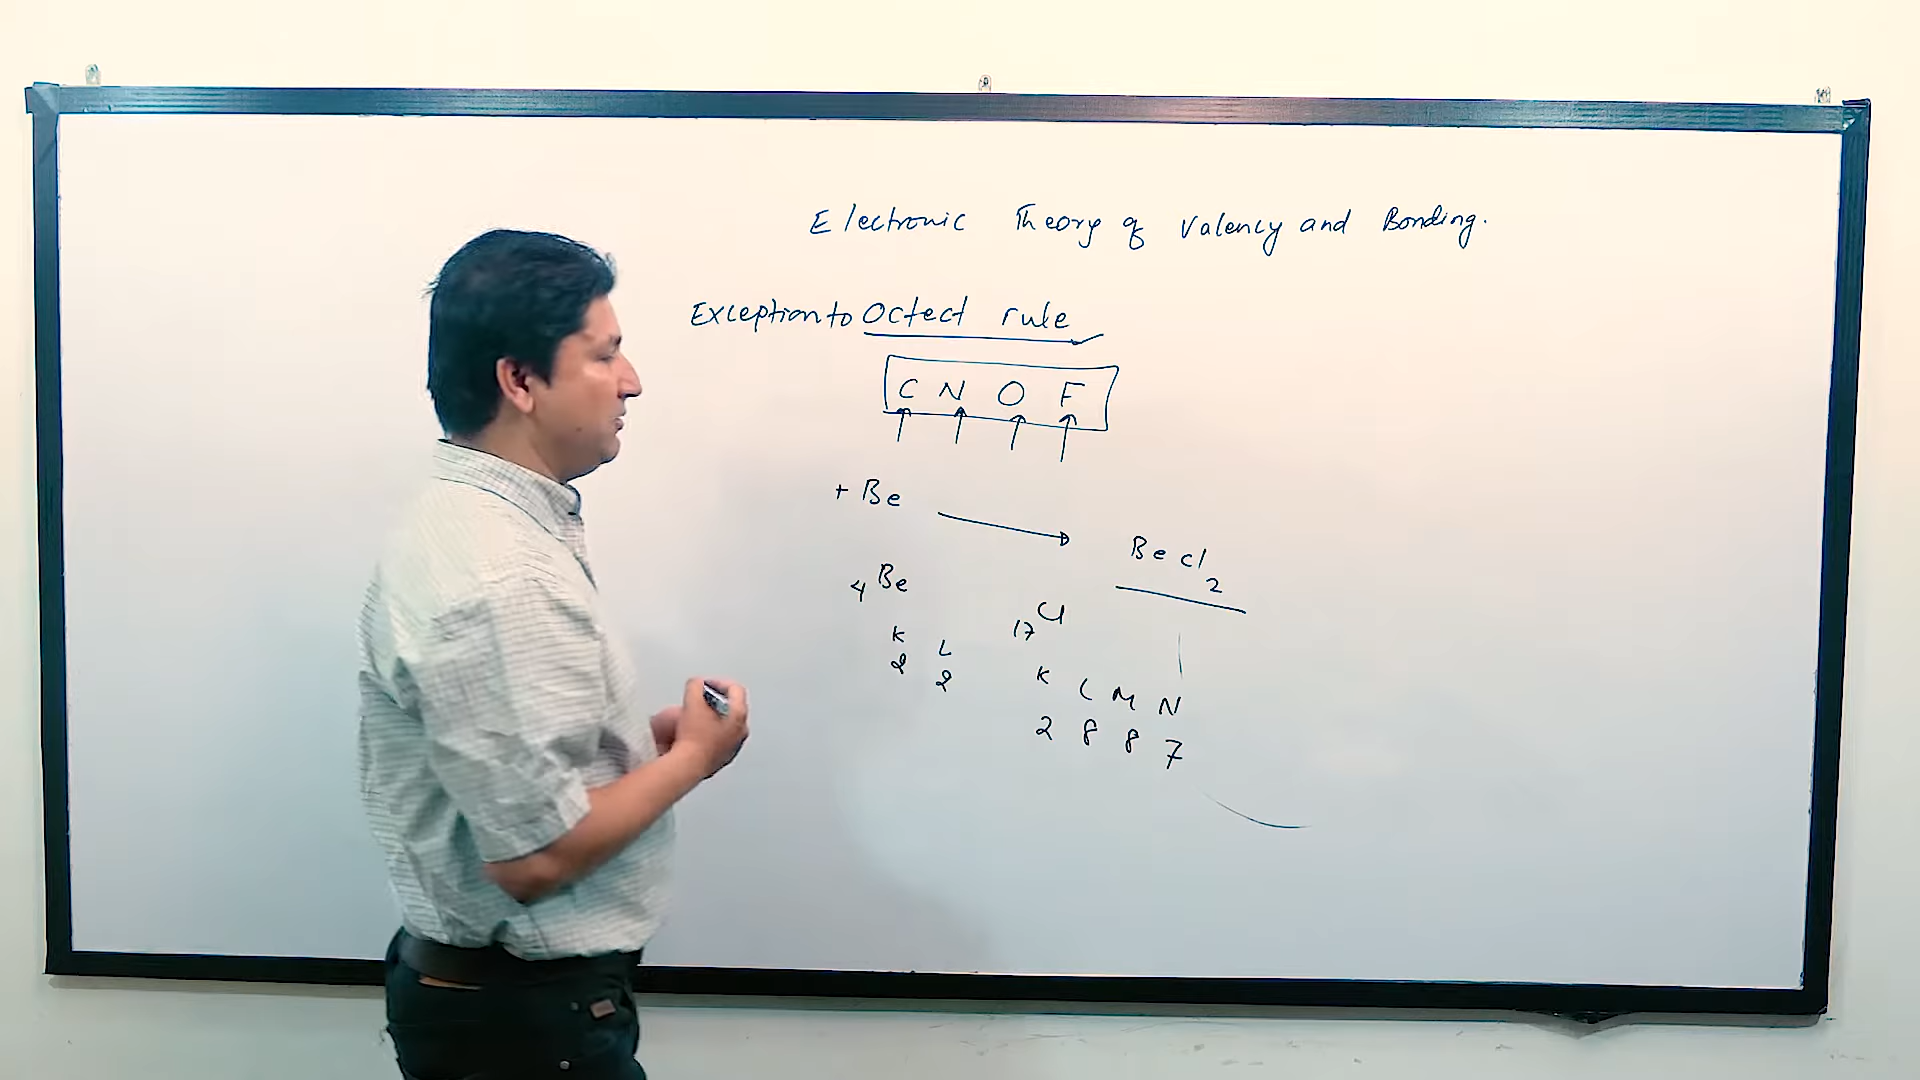 Electronic Theory of Valency and Bonding.
Exception to Octect rule
C N O F
+ Be → BeCl2
4Be
17Cl
K L
2 2
K L M N
2 8 8 7